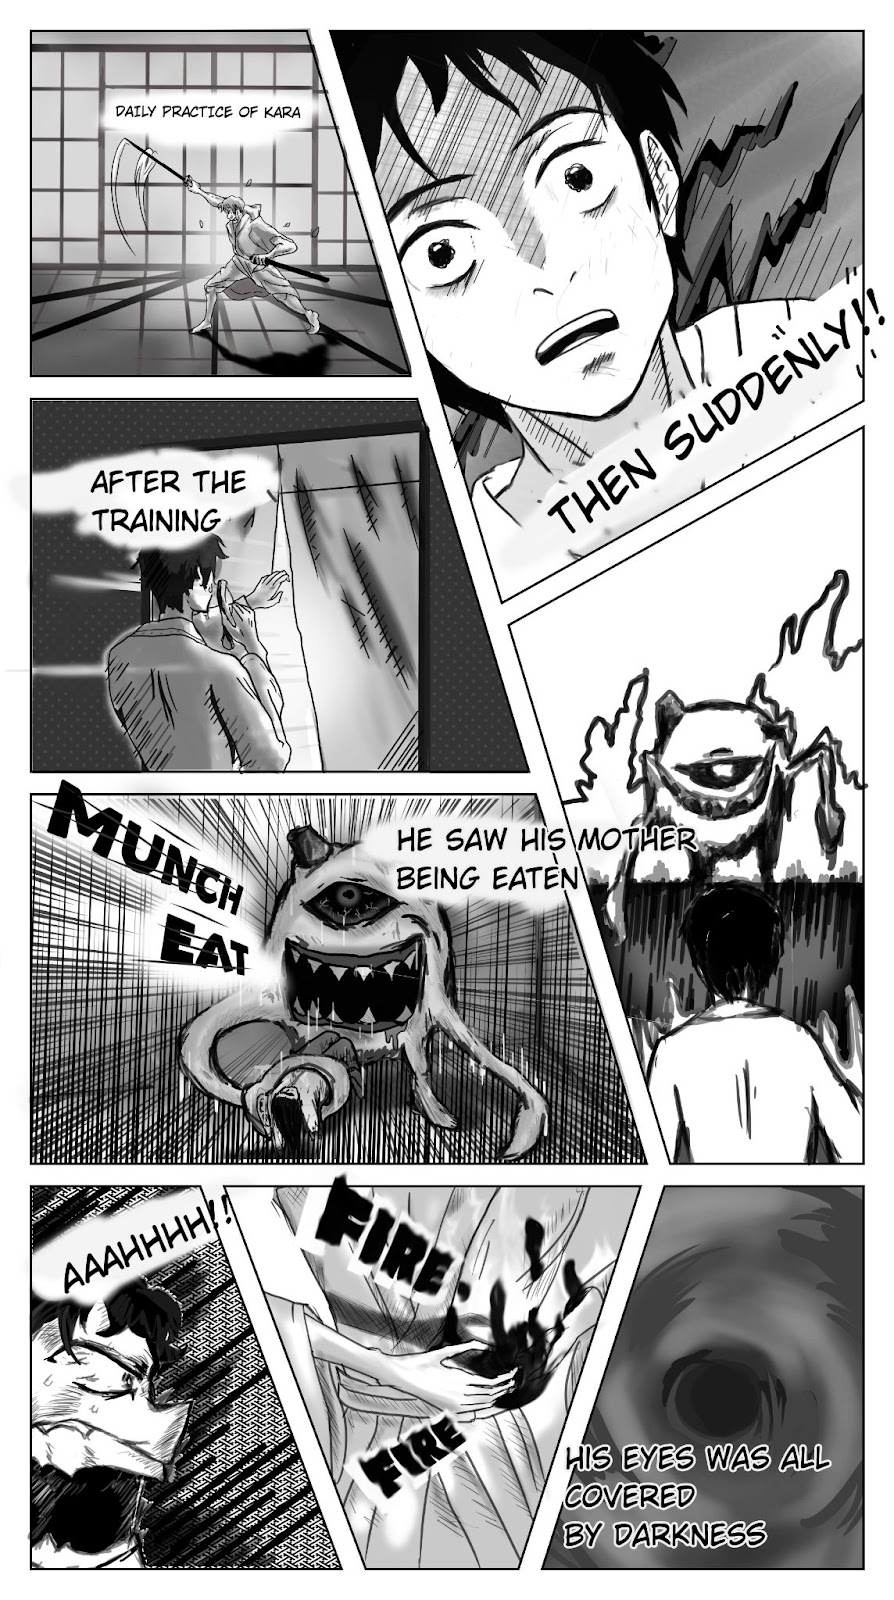 DAILY PRACTICE OF KARA
THEN SUDDENLY!!
AFTER THE
TRAINING
MUNCH
EAT
HE SAW HIS MOTHER
BEING EATEN
AAAHHHH!!
FIRE.
FIRE
HIS EYES WAS ALL
COVERED
BY DARKNESS